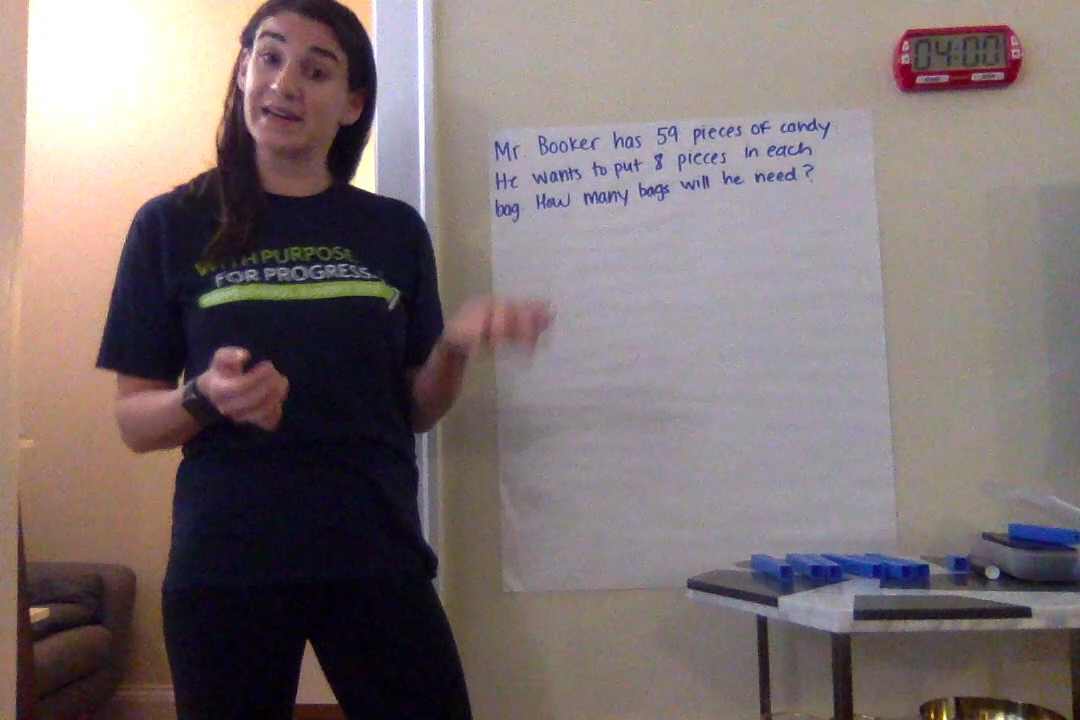 Mr. Booker has 59 pieces of candy
He wants to put 8 pieces in each
bag. How many bags will he need?
WITH PURPOSE.
FOR PROGRESS.
04:00